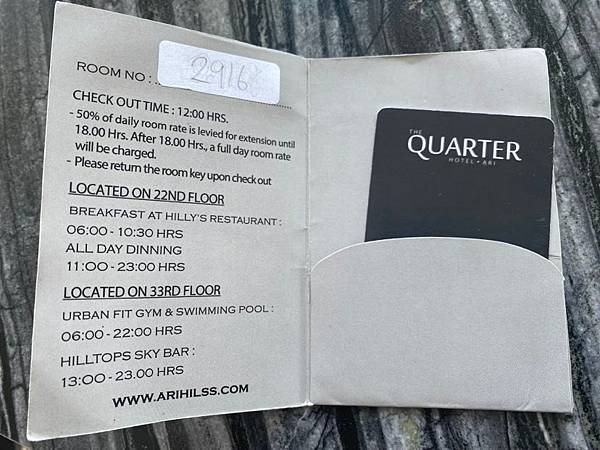 ROOM NO : 2916
CHECK OUT TIME : 12:00 HRS.
- 50% of daily room rate is levied for extension until
18.00 Hrs. After 18.00 Hrs., a full day room rate
will be charged.
- Please return the room key upon check out
LOCATED ON 22ND FLOOR
BREAKFAST AT HILLY'S RESTAURANT :
06:00 - 10:30 HRS
ALL DAY DINNING
11:00 - 23:00 HRS
LOCATED ON 33RD FLOOR
URBAN FIT GYM & SWIMMING POOL :
06:00 - 22:00 HRS
HILLTOPS SKY BAR :
13:00 - 23.00 HRS
WWW.ARIHILSS.COM
THE
QUARTER
HOTEL - ARI